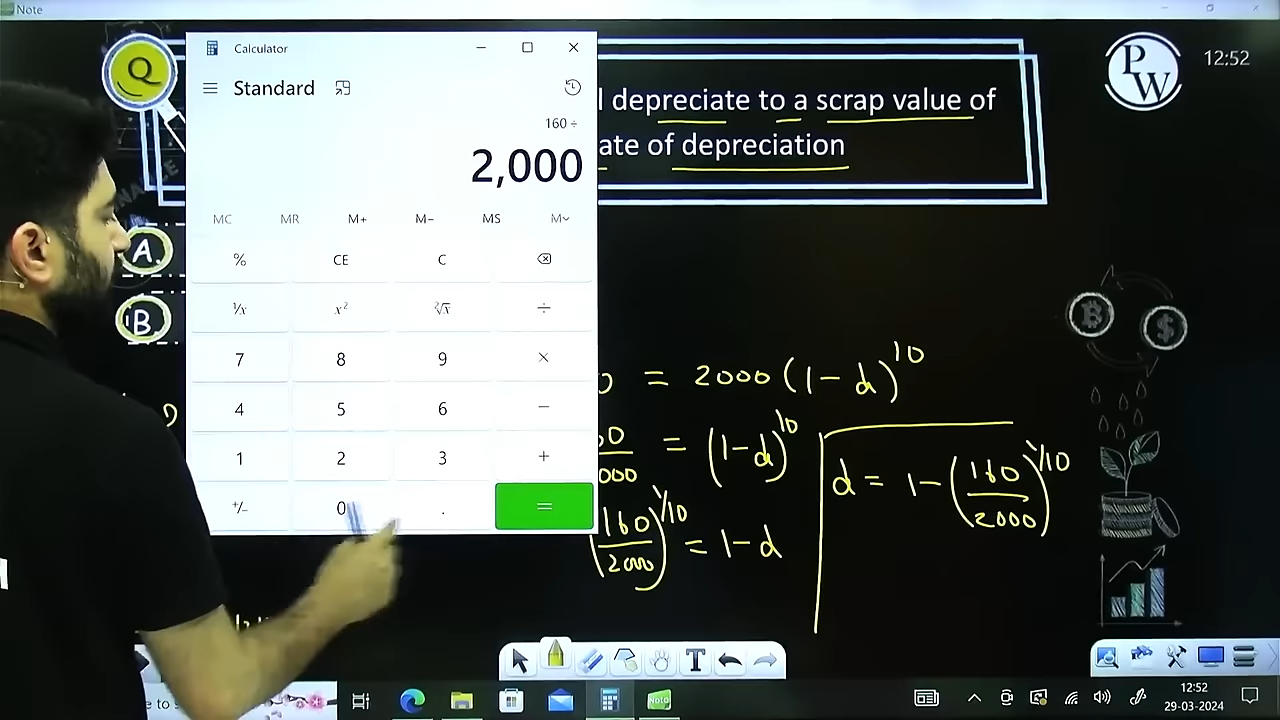 Note
Q
Calculator
Standard
160 ÷
2,000
MC MR M+ M− MS M
% CE C
¹/x x² ²√x ÷
7 8 9 ×
4 5 6 −
1 2 3 +
+/− 0 . =
depreciate to a scrap value of
ate of depreciation
P
W
12:52
A.
B.
0 = 2000 (1 - d)^10
= (1 - d)^10
(160/2000)^1/10 = 1 - d
d = 1 - (160/2000)^1/10
B $
T
NOTE
12:52
29-03-2024